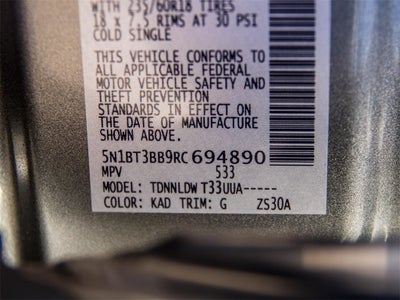 WITH 235/60R18 TIRES
18 x 7.5 RIMS AT 30 PSI
COLD SINGLE
THIS VEHICLE CONFORMS TO
ALL APPLICABLE FEDERAL
MOTOR VEHICLE SAFETY AND
THEFT PREVENTION
STANDARDS IN EFFECT ON
THE DATE OF MANUFACTURE
SHOWN ABOVE.
5N1BT3BB9RC694890
MPV 533
MODEL: TDNNLDW T33UUA-----
COLOR: KAD TRIM: G ZS30A